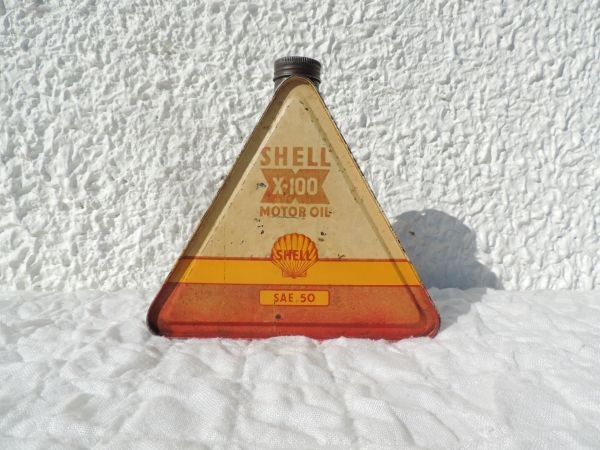 SHELL
X-100
MOTOR OIL
SHELL
SAE 50